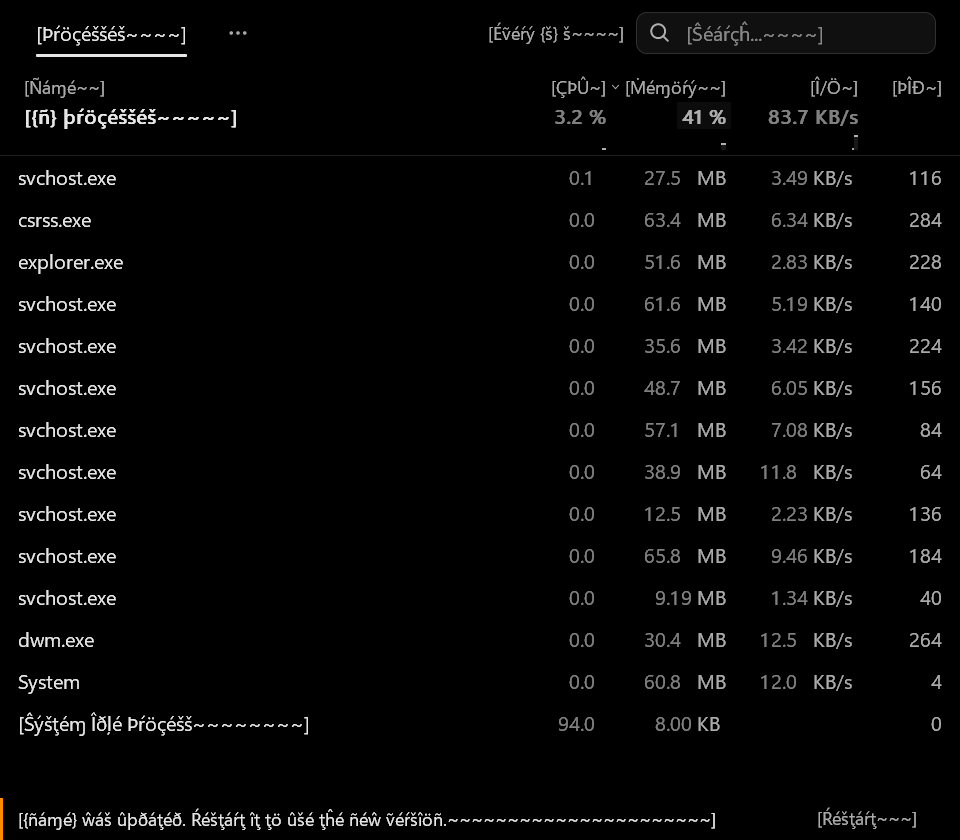 [Þŕöçéššéš~~~~] ··· [Éṽéŕý {š} š~~~~] [Ŝéáŕçĥ...~~~~]
[Ñáɱé~~] [ÇÞÛ~] [Ṁéɱöŕý~~] [Î/Ö~] [ÞÎÐ~]
[{ñ} þŕöçéššéš~~~~~] 3.2 % 41 % 83.7 KB/s
svchost.exe 0.1 27.5 MB 3.49 KB/s 116
csrss.exe 0.0 63.4 MB 6.34 KB/s 284
explorer.exe 0.0 51.6 MB 2.83 KB/s 228
svchost.exe 0.0 61.6 MB 5.19 KB/s 140
svchost.exe 0.0 35.6 MB 3.42 KB/s 224
svchost.exe 0.0 48.7 MB 6.05 KB/s 156
svchost.exe 0.0 57.1 MB 7.08 KB/s 84
svchost.exe 0.0 38.9 MB 11.8 KB/s 64
svchost.exe 0.0 12.5 MB 2.23 KB/s 136
svchost.exe 0.0 65.8 MB 9.46 KB/s 184
svchost.exe 0.0 9.19 MB 1.34 KB/s 40
dwm.exe 0.0 30.4 MB 12.5 KB/s 264
System 0.0 60.8 MB 12.0 KB/s 4
[Ŝýšţéɱ Îðļé Þŕöçéšš~~~~~~~~] 94.0 8.00 KB 0
[{ñáɱé} ŵáš ûþðáţéð. Ŕéšţáŕţ îţ ţö ûšé ţĥé ñéŵ ṽéŕšîöñ.~~~~~~~~~~~~~~~~~~~~~~] [Ŕéšţáŕţ~~~]